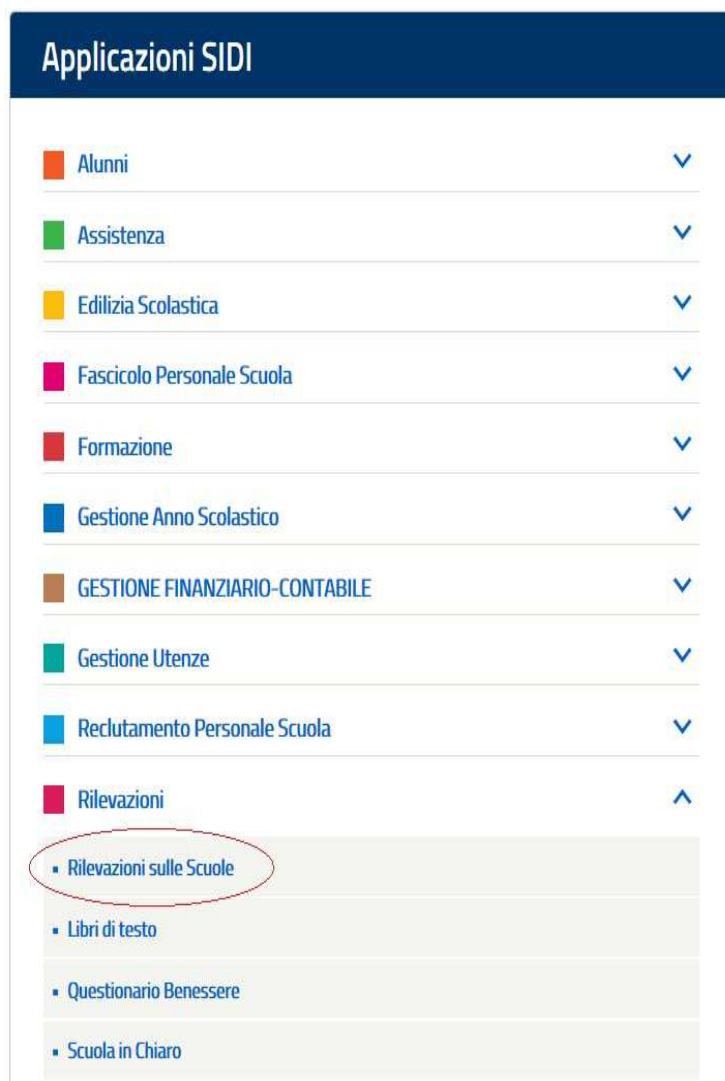 Applicazioni SIDI
Alunni
Assistenza
Edilizia Scolastica
Fascicolo Personale Scuola
Formazione
Gestione Anno Scolastico
GESTIONE FINANZIARIO-CONTABILE
Gestione Utenze
Reclutamento Personale Scuola
Rilevazioni
Rilevazioni sulle Scuole
Libri di testo
Questionario Benessere
Scuola in Chiaro